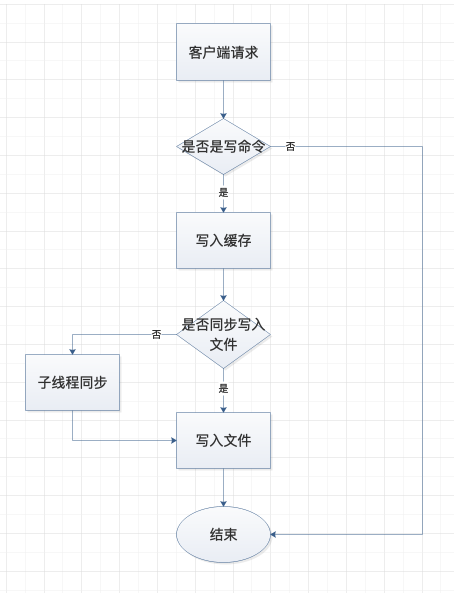 客户端请求
是否是写命令
否
是
写入缓存
是否同步写入
文件
否
子线程同步
是
写入文件
结束